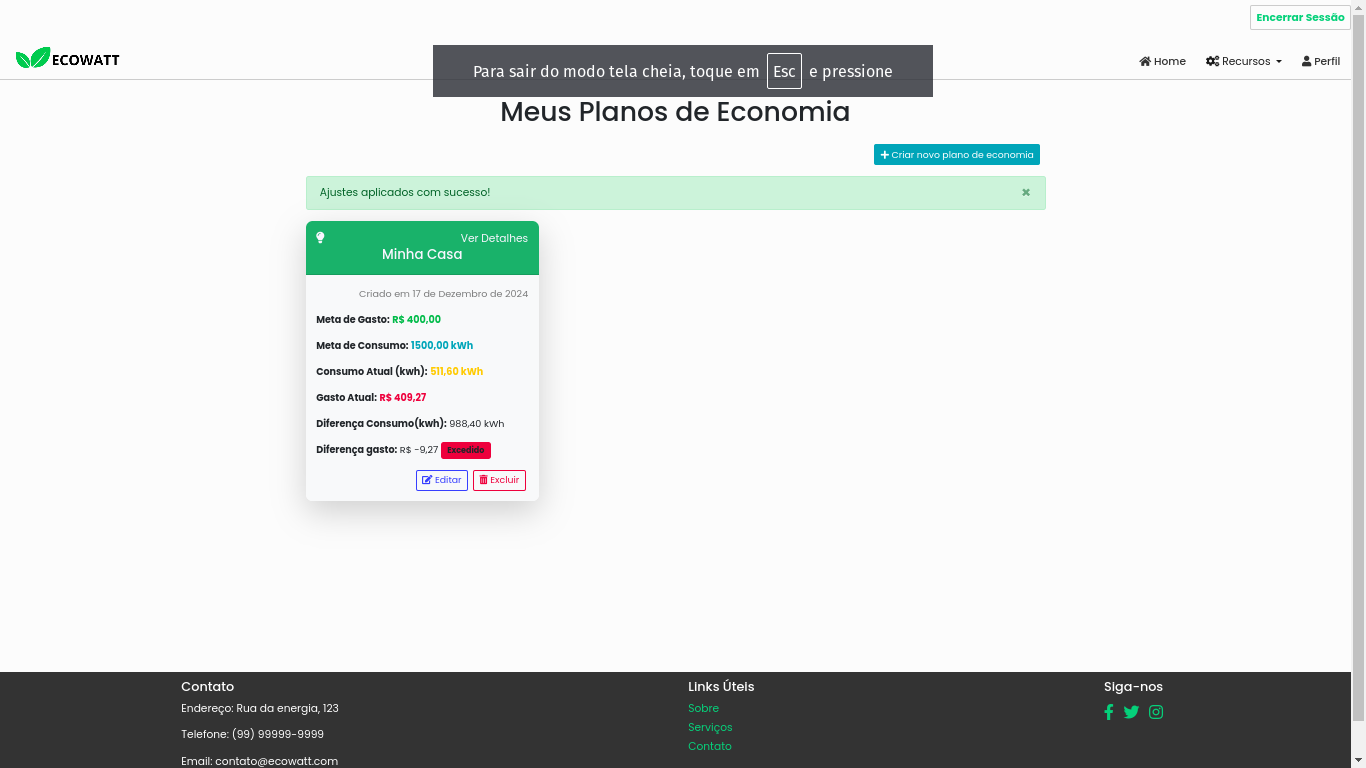 Encerrar Sessão
ECOWATT
Para sair do modo tela cheia, toque em Esc e pressione
Home Recursos Perfil
Meus Planos de Economia
Criar novo plano de economia
Ajustes aplicados com sucesso!
Ver Detalhes
Minha Casa
Criado em 17 de Dezembro de 2024
Meta de Gasto: R$ 400,00
Meta de Consumo: 1500,00 kWh
Consumo Atual (kwh): 511,60 kWh
Gasto Atual: R$ 409,27
Diferença Consumo(kwh): 988,40 kWh
Diferença gasto: R$ -9,27 Excedido
Editar Excluir
Contato
Endereço: Rua da energia, 123
Telefone: (99) 99999-9999
Email: contato@ecowatt.com
Links Úteis
Sobre
Serviços
Contato
Siga-nos